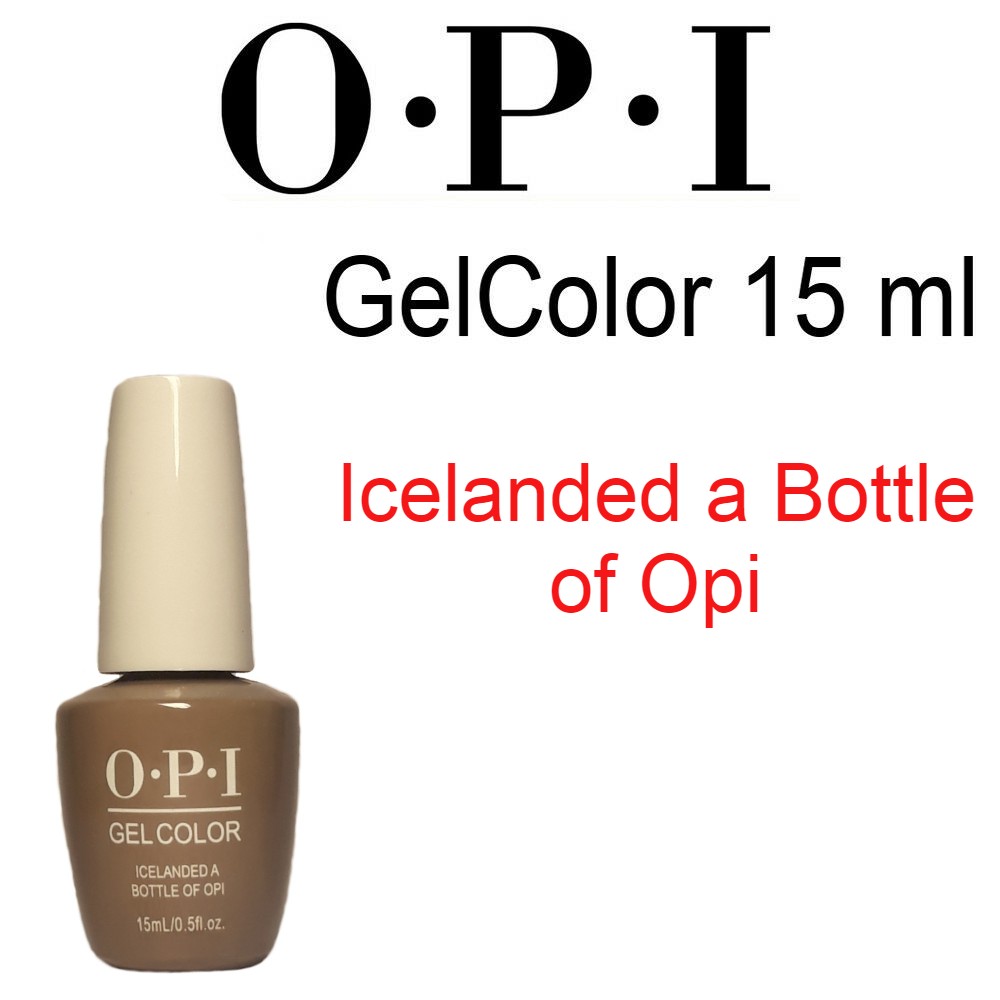 O·P·I
GelColor 15 ml
Icelanded a Bottle
of Opi
O·P·I
GEL COLOR
ICELANDED A
BOTTLE OF OPI
15mL/0.5fl.oz.